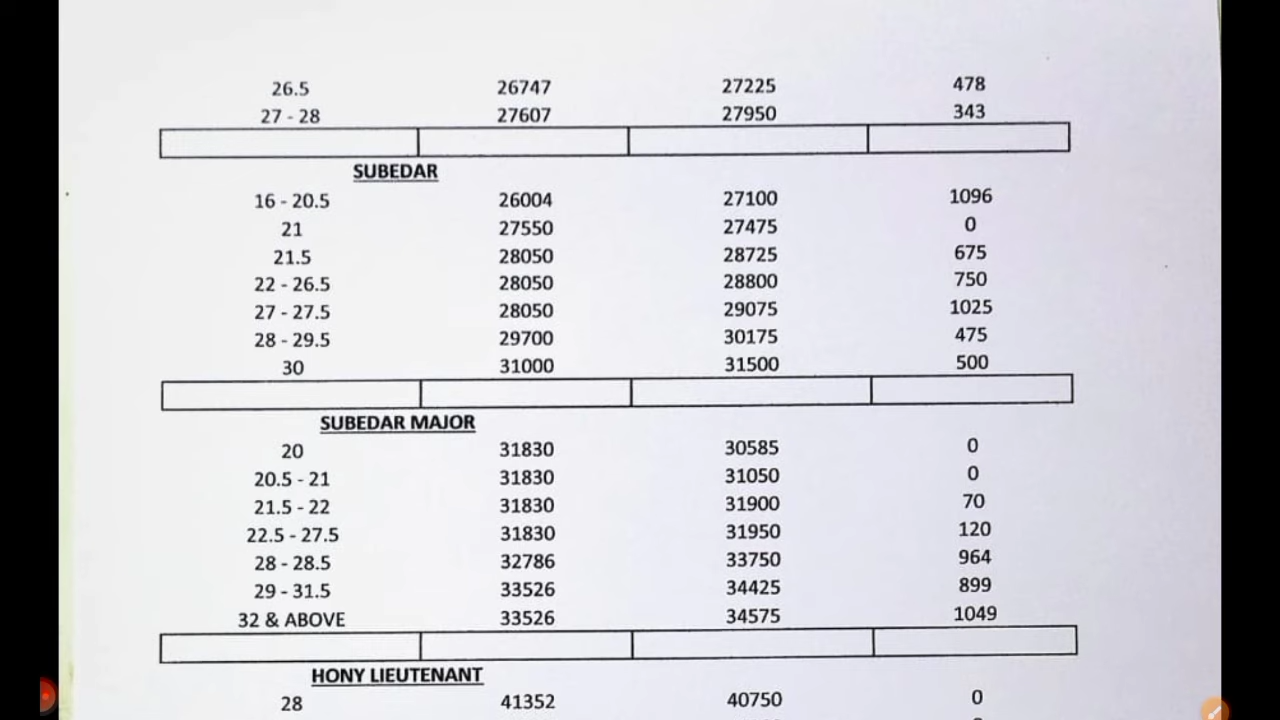 26.5 26747 27225 478
27 - 28 27607 27950 343
SUBEDAR
16 - 20.5 26004 27100 1096
21 27550 27475 0
21.5 28050 28725 675
22 - 26.5 28050 28800 750
27 - 27.5 28050 29075 1025
28 - 29.5 29700 30175 475
30 31000 31500 500
SUBEDAR MAJOR
20 31830 30585 0
20.5 - 21 31830 31050 0
21.5 - 22 31830 31900 70
22.5 - 27.5 31830 31950 120
28 - 28.5 32786 33750 964
29 - 31.5 33526 34425 899
32 & ABOVE 33526 34575 1049
HONY LIEUTENANT
28 41352 40750 0